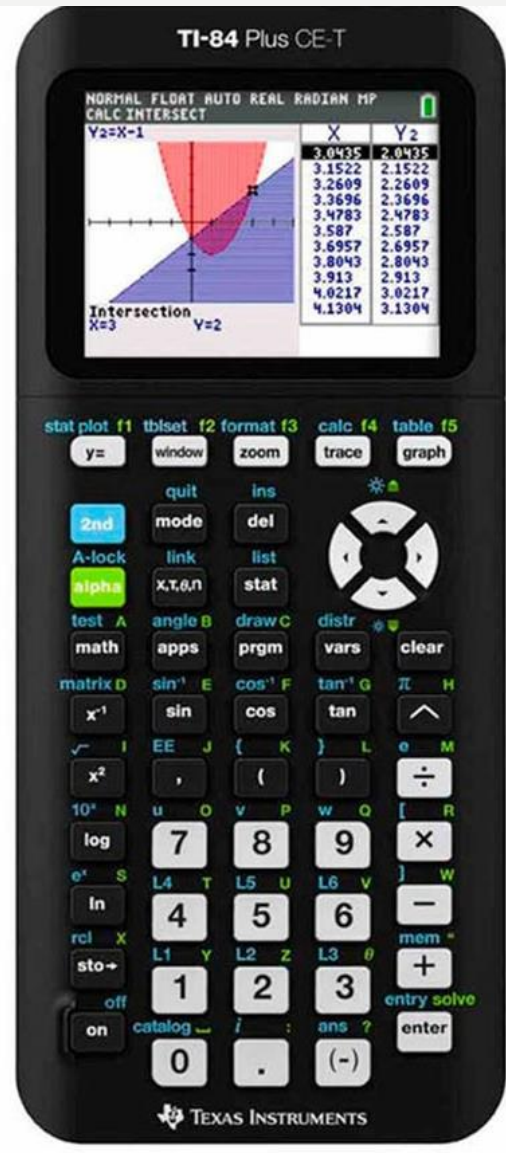 TI-84 Plus CE-T
NORMAL FLOAT AUTO REAL RADIAN MP
CALC INTERSECT
Y2=X-1
X Y2
3.0435 2.0435
3.1522 2.1522
3.2609 2.2609
3.3696 2.3696
3.4783 2.4783
3.587 2.587
3.6957 2.6957
3.8043 2.8043
3.913 2.913
4.0217 3.0217
4.1304 3.1304
Intersection
X=3 Y=2
stat plot f1 tblset f2 format f3 calc f4 table f5
y= window zoom trace graph
quit ins
2nd mode del
A-lock link list
alpha X,T,θ,n stat
test A angle B draw C distr
math apps prgm vars clear
matrix D sin⁻¹ E cos⁻¹ F tan⁻¹ G π H
x⁻¹ sin cos tan ^
√ I EE J { K } L e M
x² , ( ) ÷
10ˣ N u O v P w Q [ R
log 7 8 9 ×
eˣ S L4 T L5 U L6 V ] W
ln 4 5 6 −
rcl X L1 Y L2 Z L3 θ mem "
sto→ 1 2 3 +
off catalog i : ans ? entry solve
on 0 . (-) enter
TEXAS INSTRUMENTS